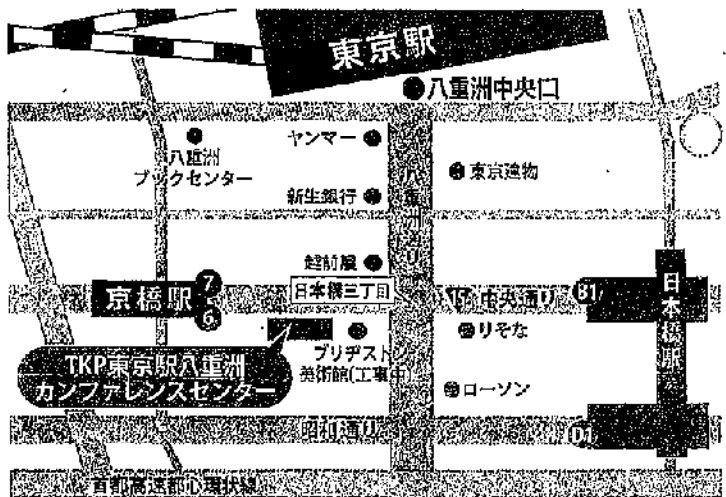 東京駅
八重洲中央口
ヤンマー
八重洲
ブックセンター
東京建物
新生銀行
八重洲通り
越前屋
日本橋三丁目
京橋駅
7
6
中央通り
B1
日本橋駅
りそな
ブリヂストン
美術館(工事中)
TKP東京駅八重洲
カンファレンスセンター
ローソン
昭和通り
D1
首都高速都心環状線